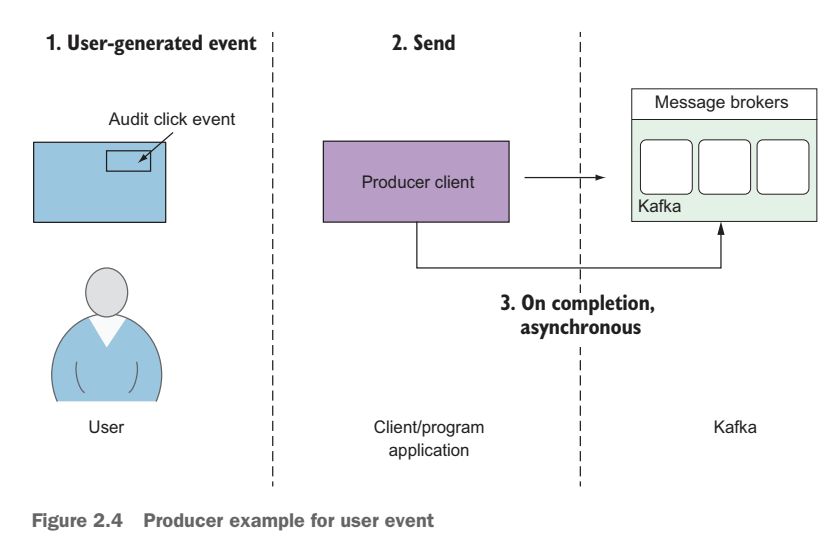 1. User-generated event
2. Send
Message brokers
Audit click event
Producer client
Kafka
3. On completion,
asynchronous
User
Client/program
application
Kafka
Figure 2.4 Producer example for user event